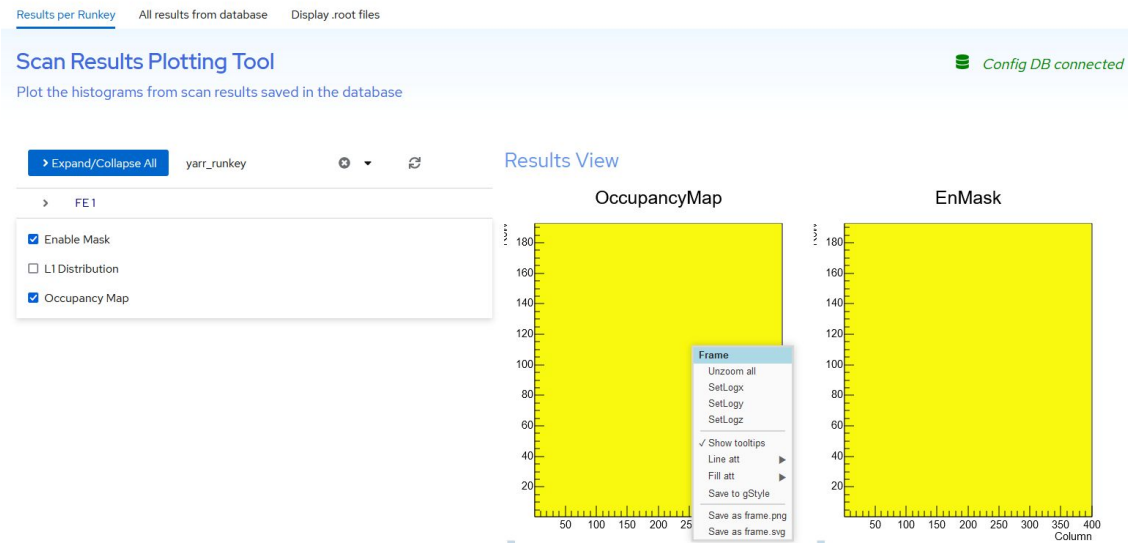 Results per Runkey All results from database Display .root files
Scan Results Plotting Tool
Config DB connected
Plot the histograms from scan results saved in the database
Expand/Collapse All yarr_runkey
FE 1
Enable Mask
L1 Distribution
Occupancy Map
Results View
OccupancyMap
180
160
140
120
100
80
60
40
20
50 100 150 200 25
Frame
Unzoom all
SetLogx
SetLogy
SetLogz
✓ Show tooltips
Line att
Fill att
Save to gStyle
Save as frame.png
Save as frame.svg
EnMask
180
160
140
120
100
80
60
40
20
50 100 150 200 250 300 350 400
Column